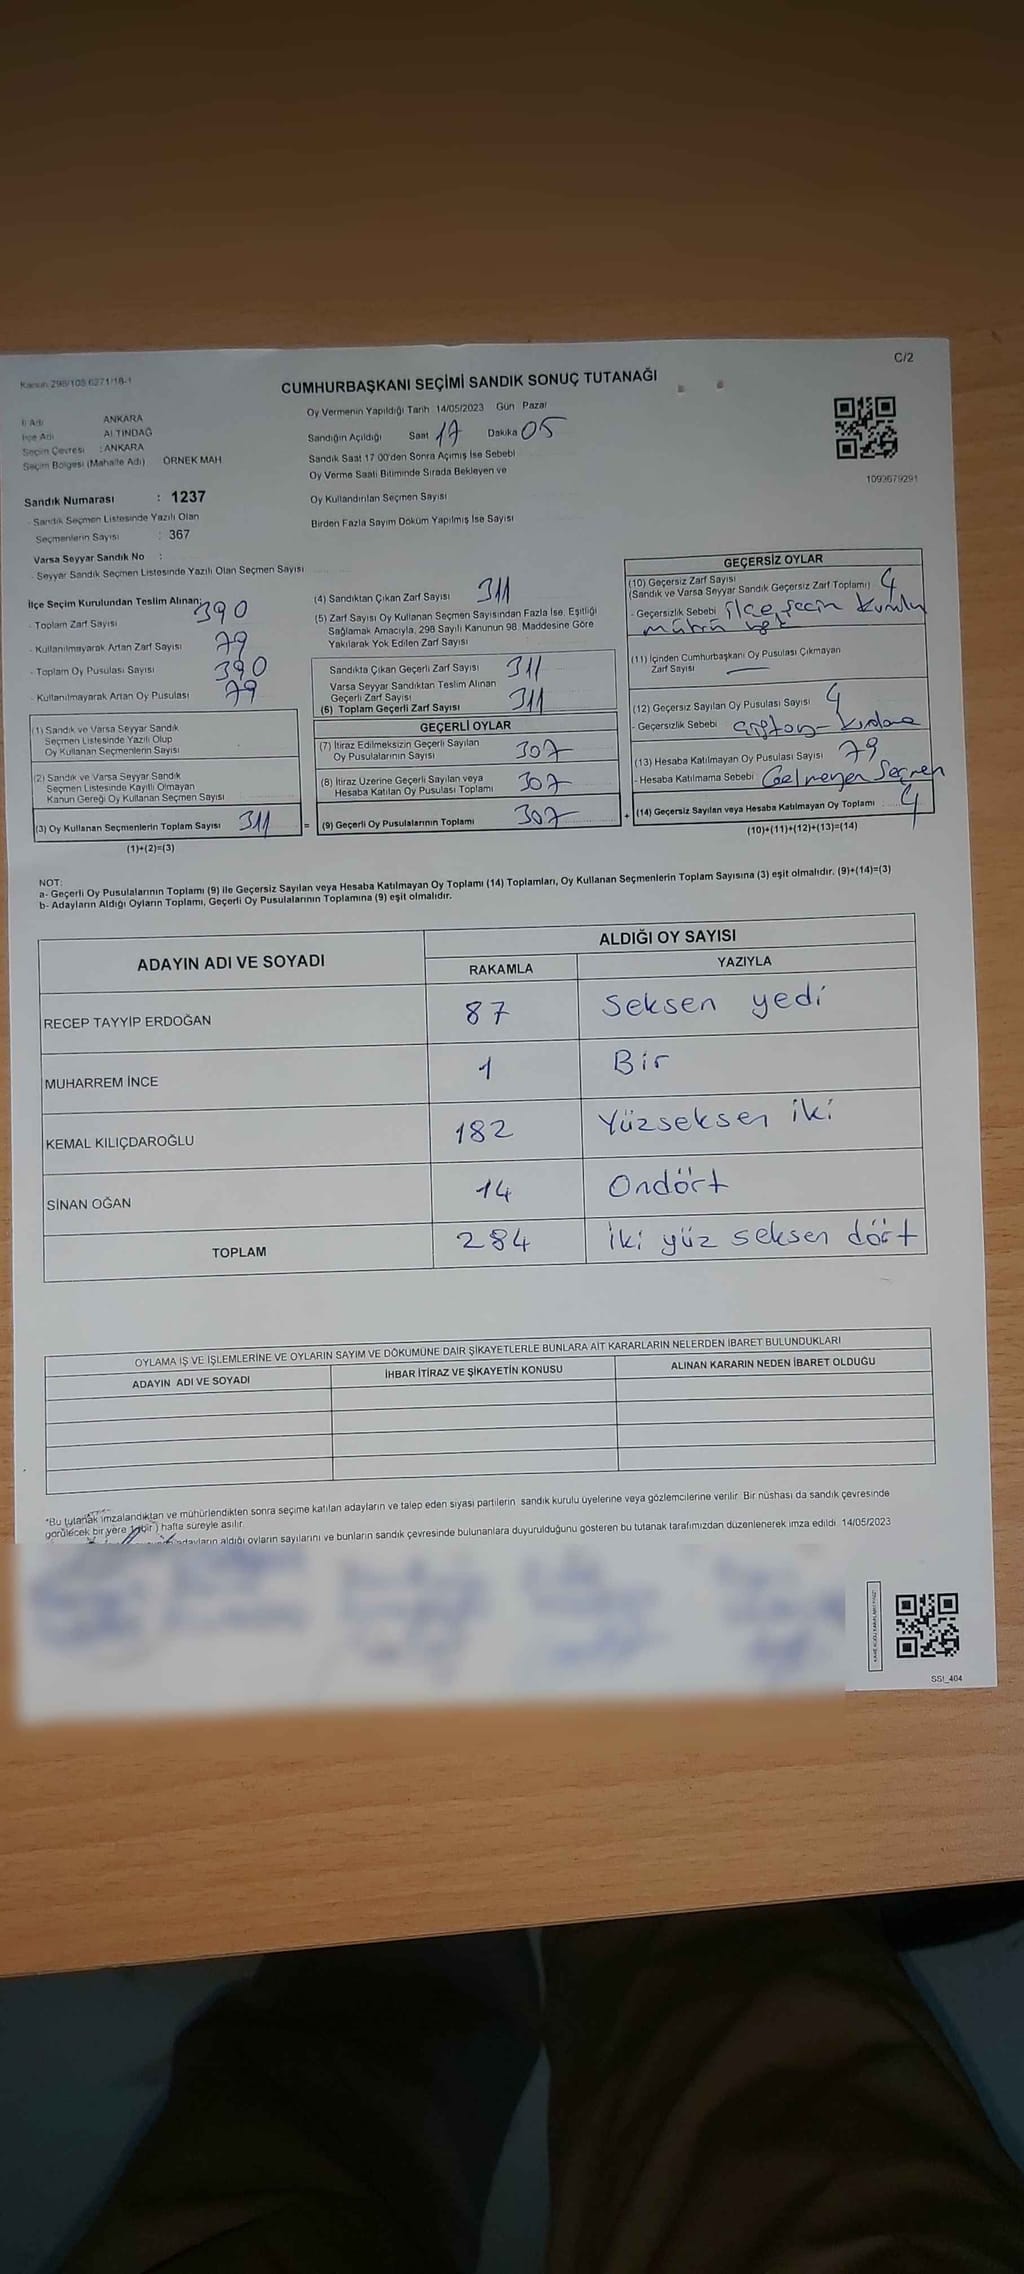 Kanun 298/105 6271/18-1
C/2
CUMHURBAŞKANI SEÇİMİ SANDIK SONUÇ TUTANAĞI
İl Adı ANKARA
İlçe Adı ALTINDAĞ
Seçim Çevresi : ANKARA
Seçim Bölgesi (Mahalle Adı) ÖRNEK MAH
Sandık Numarası : 1237
- Sandık Seçmen Listesinde Yazılı Olan
Seçmenlerin Sayısı : 367
Varsa Seyyar Sandık No :
- Seyyar Sandık Seçmen Listesinde Yazılı Olan Seçmen Sayısı
Oy Vermenin Yapıldığı Tarih 14/05/2023 Gün Pazar
Sandığın Açıldığı Saat 17 Dakika 05
Sandık Saat 17 00'den Sonra Açımış İse Sebebi
Oy Verme Saati Bitiminde Sırada Bekleyen ve
Oy Kullandırılan Seçmen Sayısı
Birden Fazla Sayım Döküm Yapılmış İse Sayısı
1093679291
İlçe Seçim Kurulundan Teslim Alınan:
- Toplam Zarf Sayısı 390
- Kullanılmayarak Artan Zarf Sayısı 79
- Toplam Oy Pusulası Sayısı 390
- Kullanılmayarak Artan Oy Pusulası 79
(1) Sandık ve Varsa Seyyar Sandık
Seçmen Listesinde Yazılı Olup
Oy Kullanan Seçmenlerin Sayısı
(2) Sandık ve Varsa Seyyar Sandık
Seçmen Listesinde Kayıtlı Olmayan
Kanun Gereği Oy Kullanan Seçmen Sayısı
(3) Oy Kullanan Seçmenlerin Toplam Sayısı 311 =
(1)+(2)=(3)
(4) Sandıktan Çıkan Zarf Sayısı 311
(5) Zarf Sayısı Oy Kullanan Seçmen Sayısından Fazla İse, Eşitliği
Sağlamak Amacıyla, 298 Sayılı Kanunun 98. Maddesine Göre
Yakılarak Yok Edilen Zarf Sayısı
Sandıkta Çıkan Geçerli Zarf Sayısı 311
Varsa Seyyar Sandıktan Teslim Alınan
Geçerli Zarf Sayısı
(6) Toplam Geçerli Zarf Sayısı 311
GEÇERLİ OYLAR
(7) İtiraz Edilmeksizin Geçerli Sayılan
Oy Pusulalarının Sayısı 307
(8) İtiraz Üzerine Geçerli Sayılan veya
Hesaba Katılan Oy Pusulası Toplamı 307
(9) Geçerli Oy Pusulalarının Toplamı 307 +
GEÇERSİZ OYLAR
(10) Geçersiz Zarf Sayısı
(Sandık ve Varsa Seyyar Sandık Geçersiz Zarf Toplamı) 4
- Geçersizlik Sebebi ilçe seçin Kurulu
mührü yok
(11) İçinden Cumhurbaşkanı Oy Pusulası Çıkmayan
Zarf Sayısı —
(12) Geçersiz Sayılan Oy Pusulası Sayısı 4
- Geçersizlik Sebebi
(13) Hesaba Katılmayan Oy Pusulası Sayısı 79
- Hesaba Katılmama Sebebi Gelmeyen Seçmen
(14) Geçersiz Sayılan veya Hesaba Katılmayan Oy Toplamı : 4
(10)+(11)+(12)+(13)=(14)
NOT:
a- Geçerli Oy Pusulalarının Toplamı (9) ile Geçersiz Sayılan veya Hesaba Katılmayan Oy Toplamı (14) Toplamları, Oy Kullanan Seçmenlerin Toplam Sayısına (3) eşit olmalıdır. (9)+(14)=(3)
b- Adayların Aldığı Oyların Toplamı, Geçerli Oy Pusulalarının Toplamına (9) eşit olmalıdır.
ADAYIN ADI VE SOYADI
ALDIĞI OY SAYISI
RAKAMLA YAZIYLA
RECEP TAYYİP ERDOĞAN 87 Seksen yedi
MUHARREM İNCE 1 Bir
KEMAL KILIÇDAROĞLU 182 Yüzseksen iki
SİNAN OĞAN 14 Ondört
TOPLAM 284 iki yüz seksen dört
OYLAMA İŞ VE İŞLEMLERİNE VE OYLARIN SAYIM VE DÖKÜMÜNE DAİR ŞİKAYETLERLE BUNLARA AİT KARARLARIN NELERDEN İBARET BULUNDUKLARI
ADAYIN ADI VE SOYADI İHBAR İTİRAZ VE ŞİKAYETİN KONUSU ALINAN KARARIN NEDEN İBARET OLDUĞU
*Bu tutanak imzalandıktan ve mühürlendikten sonra seçime katılan adayların ve talep eden siyasi partilerin sandık kurulu üyelerine veya gözlemcilerine verilir Bir nüshası da sandık çevresinde
görülecek bir yere 1(bir) hafta süreyle asılır.
adayların aldığı oyların sayılarını ve bunların sandık çevresinde bulunanlara duyurulduğunu gösteren bu tutanak tarafımızdan düzenlenerek imza edildi 14/05/2023
SSI_404